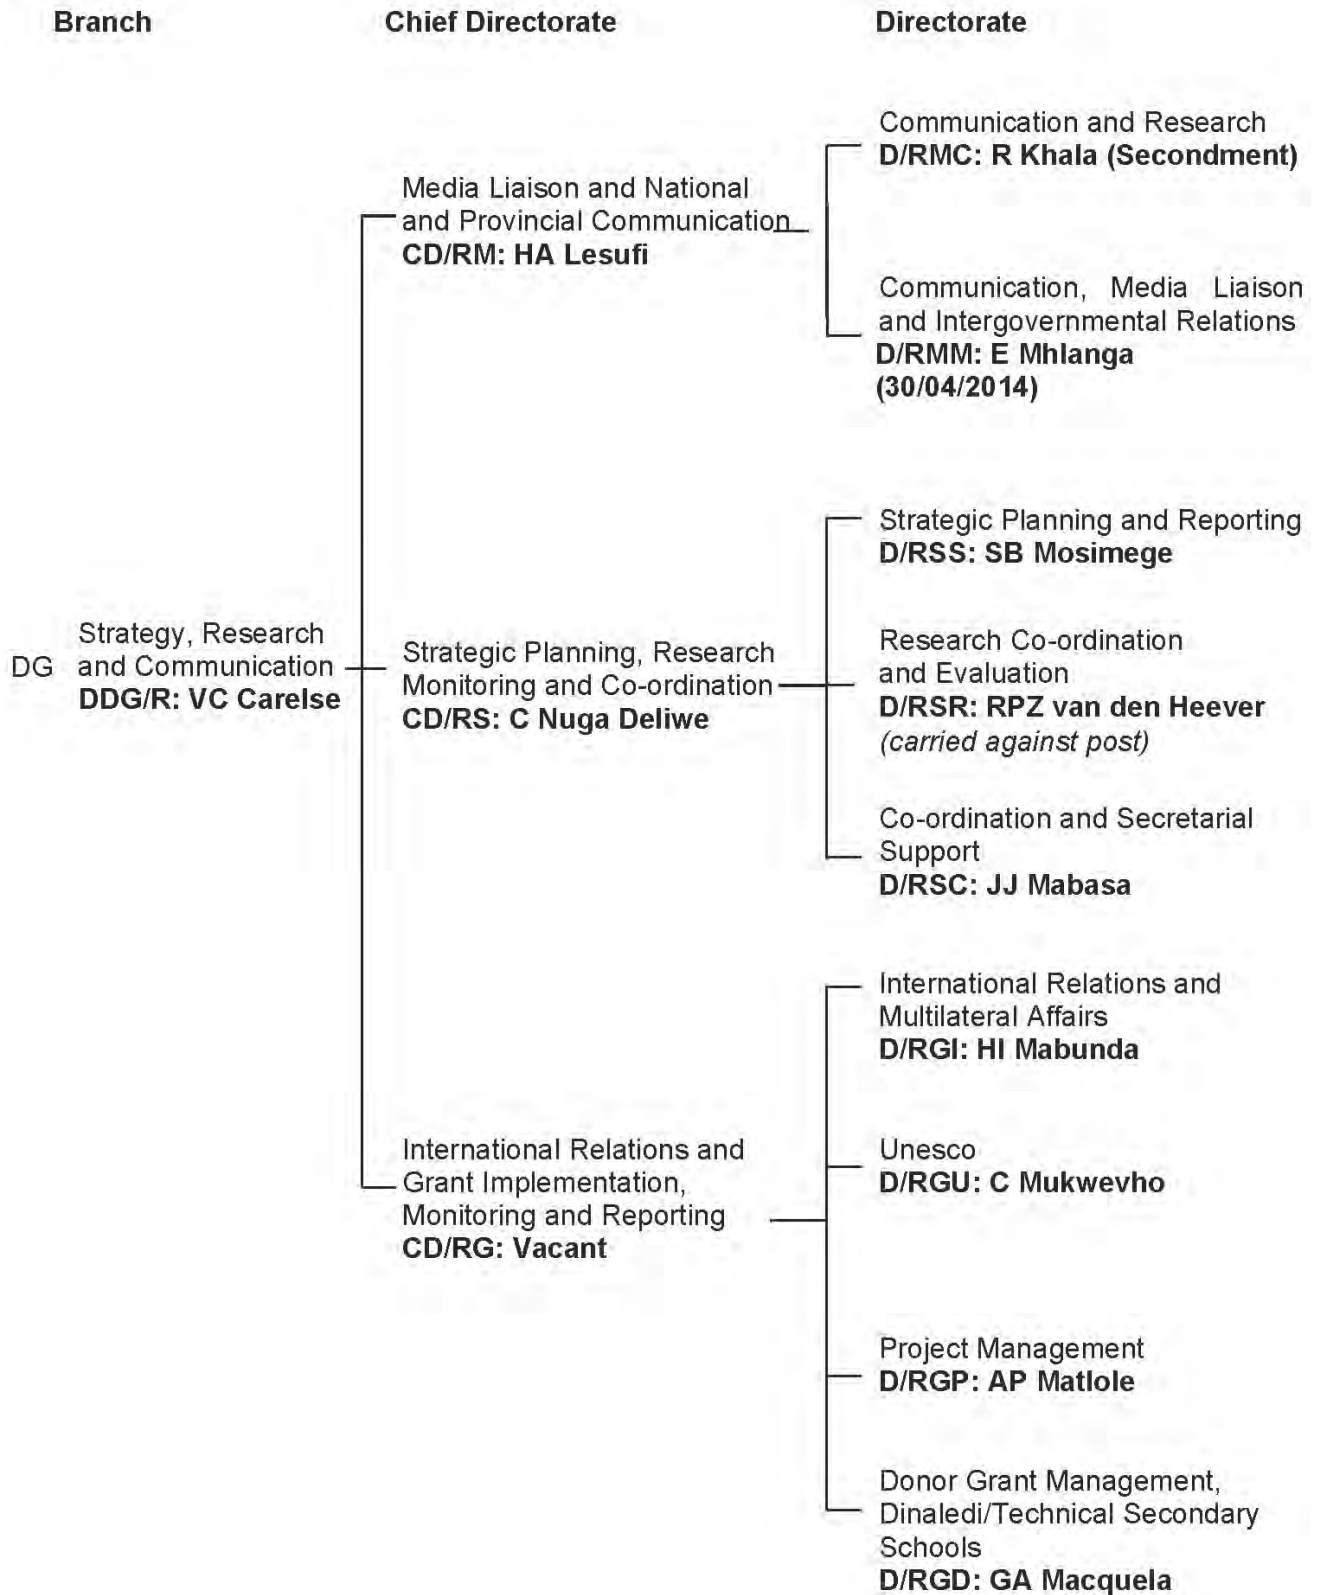 Branch
Chief Directorate
Directorate
DG
Strategy, Research
and Communication
DDG/R: VC Carelse
Media Liaison and National
and Provincial Communication
CD/RM: HA Lesufi
Communication and Research
D/RMC: R Khala (Secondment)
Communication, Media Liaison
and Intergovernmental Relations
D/RMM: E Mhlanga
(30/04/2014)
Strategic Planning, Research
Monitoring and Co-ordination
CD/RS: C Nuga Deliwe
Strategic Planning and Reporting
D/RSS: SB Mosimege
Research Co-ordination
and Evaluation
D/RSR: RPZ van den Heever
(carried against post)
Co-ordination and Secretarial
Support
D/RSC: JJ Mabasa
International Relations and
Grant Implementation,
Monitoring and Reporting
CD/RG: Vacant
International Relations and
Multilateral Affairs
D/RGI: HI Mabunda
Unesco
D/RGU: C Mukwevho
Project Management
D/RGP: AP Matlole
Donor Grant Management,
Dinaledi/Technical Secondary
Schools
D/RGD: GA Macquela